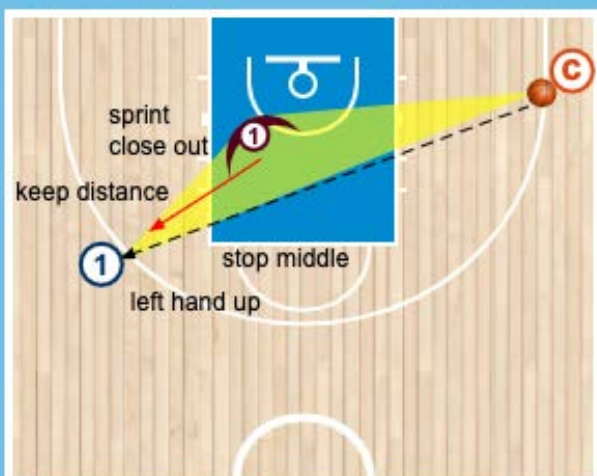 C
sprint
close out
1
keep distance
1
stop middle
left hand up